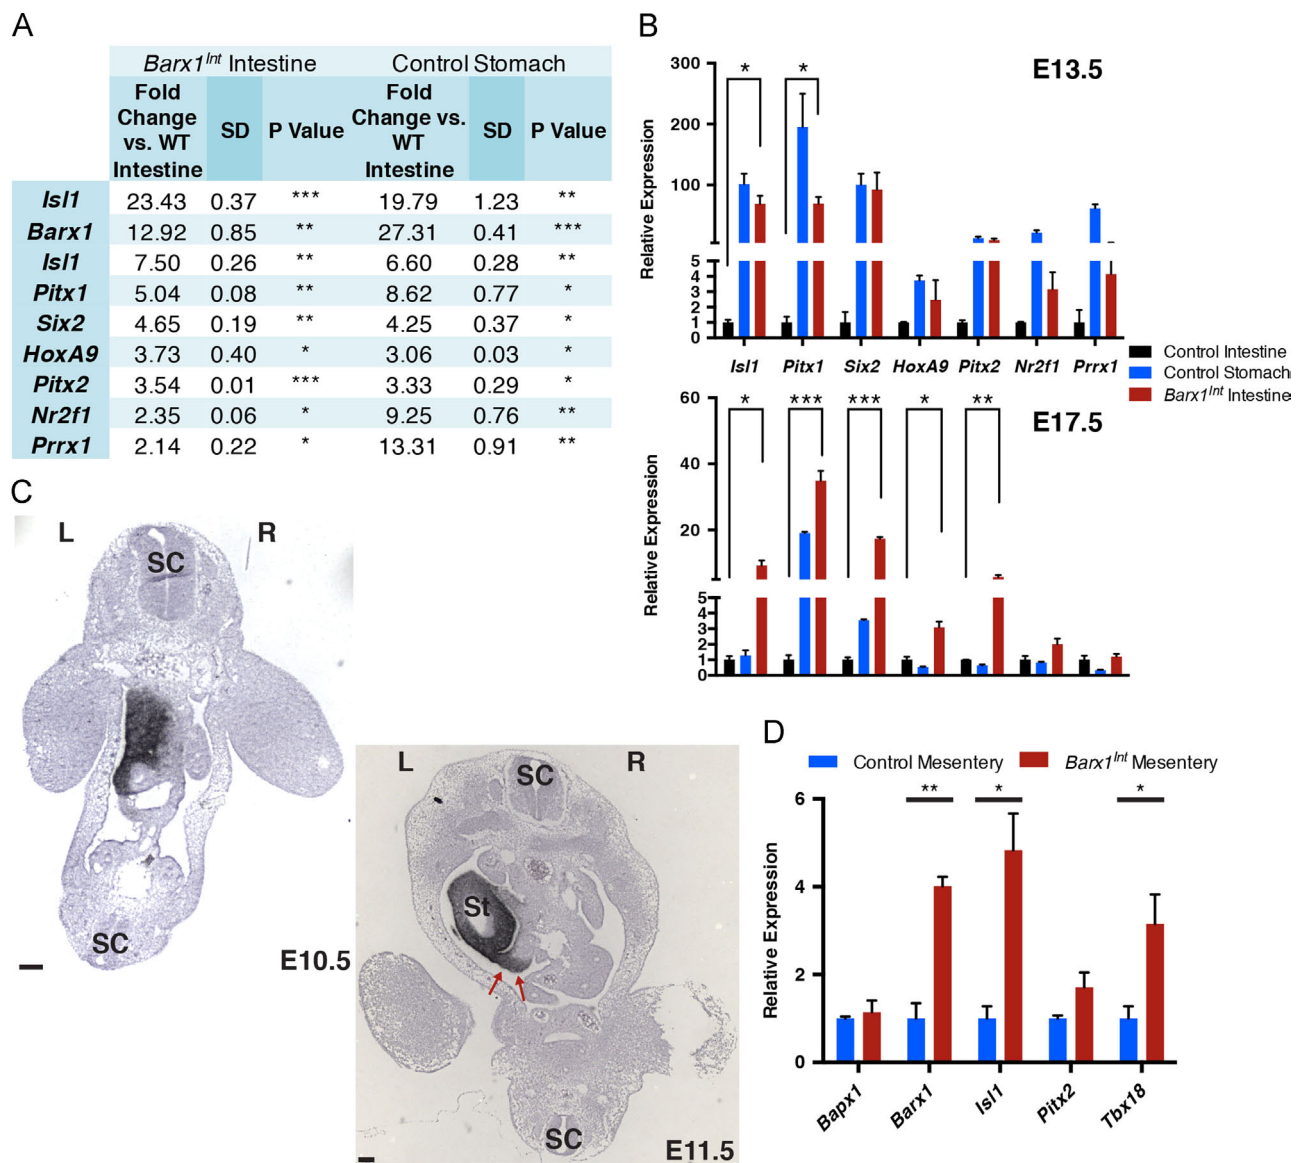 A
Barx1Int Intestine Control Stomach
Fold Change vs. WT Intestine SD P Value Fold Change vs. WT Intestine SD P Value
Isl1 23.43 0.37 *** 19.79 1.23 **
Barx1 12.92 0.85 ** 27.31 0.41 ***
Isl1 7.50 0.26 ** 6.60 0.28 **
Pitx1 5.04 0.08 ** 8.62 0.77 *
Six2 4.65 0.19 ** 4.25 0.37 *
HoxA9 3.73 0.40 * 3.06 0.03 *
Pitx2 3.54 0.01 *** 3.33 0.29 *
Nr2f1 2.35 0.06 * 9.25 0.76 **
Prrx1 2.14 0.22 * 13.31 0.91 **
B
E13.5
Relative Expression
300
200
100
5
4
3
2
1
0
* *
Isl1 Pitx1 Six2 HoxA9 Pitx2 Nr2f1 Prrx1
Control Intestine
Control Stomach
Barx1Int Intestine
E17.5
Relative Expression
60
40
20
5
4
3
2
1
0
* *** *** * **
C
L R
SC
SC
E10.5
L R
SC
St
SC
E11.5
D
Control Mesentery Barx1Int Mesentery
Relative Expression
6
4
2
0
** * *
Bapx1 Barx1 Isl1 Pitx2 Tbx18